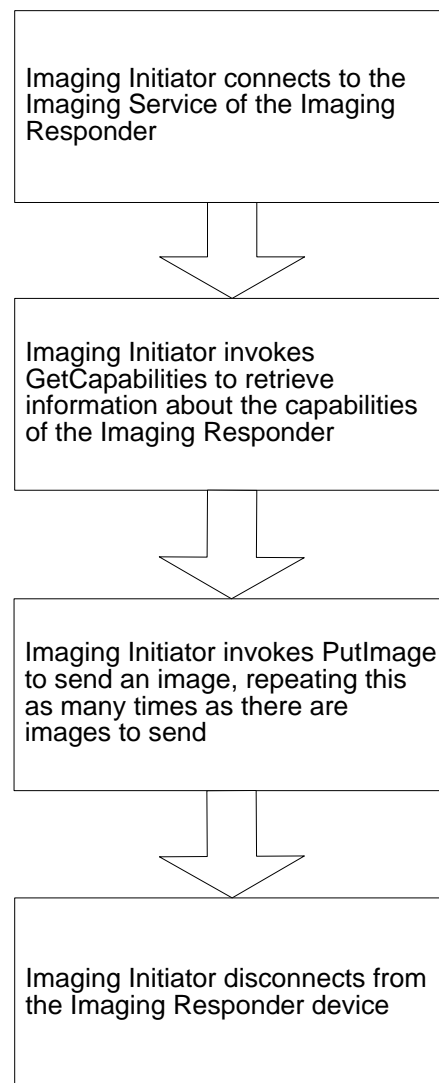 Imaging Initiator connects to the
Imaging Service of the Imaging
Responder
Imaging Initiator invokes
GetCapabilities to retrieve
information about the capabilities
of the Imaging Responder
Imaging Initiator invokes PutImage
to send an image, repeating this
as many times as there are
images to send
Imaging Initiator disconnects from
the Imaging Responder device